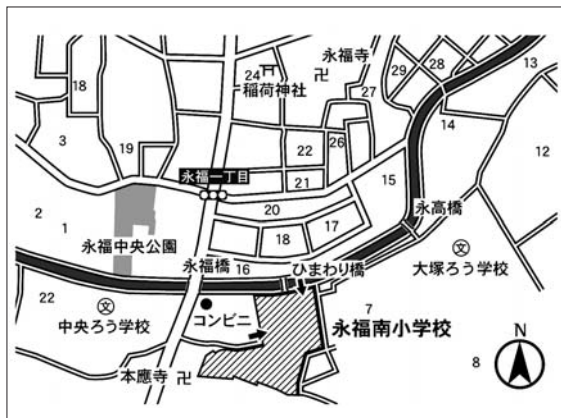 永福寺
28
13
29
24
卍
稲荷神社
18
27
14
3
22
26
12
19
永福一丁目
21
15
2
1
20
永高橋
17
18
永福中央公園
永福橋
16
ひまわり橋
文
大塚ろう学校
22
文
中央ろう学校
コンビニ
7
永福南小学校
N
8
本應寺
卍